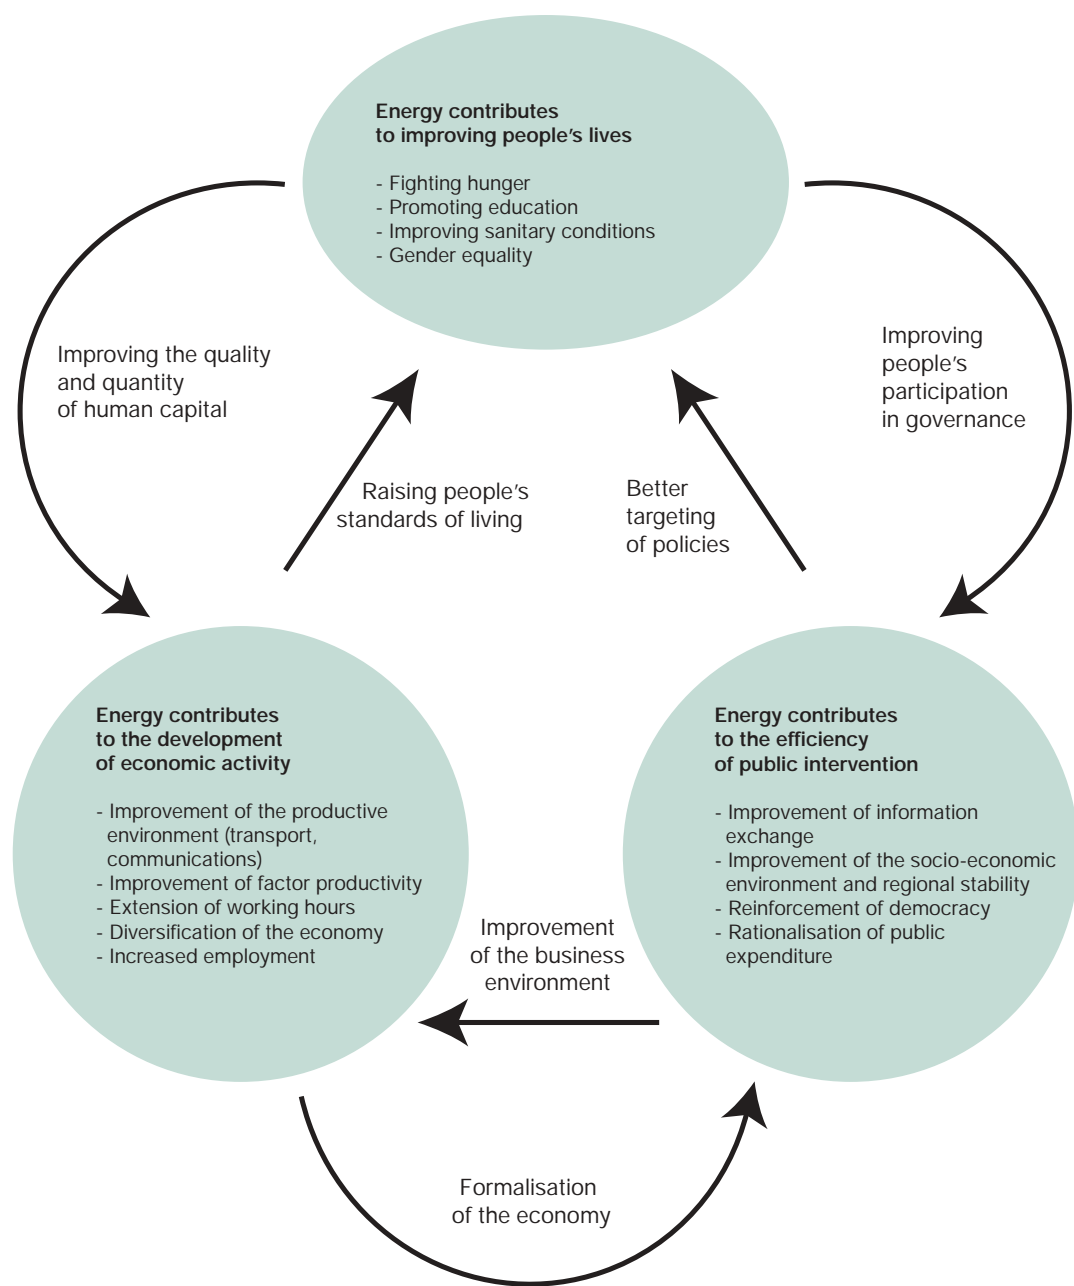 Energy contributes
to improving people's lives
- Fighting hunger
- Promoting education
- Improving sanitary conditions
- Gender equality
Improving the quality
and quantity
of human capital
Improving
people's
participation
in governance
Raising people's
standards of living
Better
targeting
of policies
Energy contributes
to the development
of economic activity
- Improvement of the productive
environment (transport,
communications)
- Improvement of factor productivity
- Extension of working hours
- Diversification of the economy
- Increased employment
Energy contributes
to the efficiency
of public intervention
- Improvement of information
exchange
- Improvement of the socio-economic
environment and regional stability
- Reinforcement of democracy
- Rationalisation of public
expenditure
Improvement
of the business
environment
Formalisation
of the economy